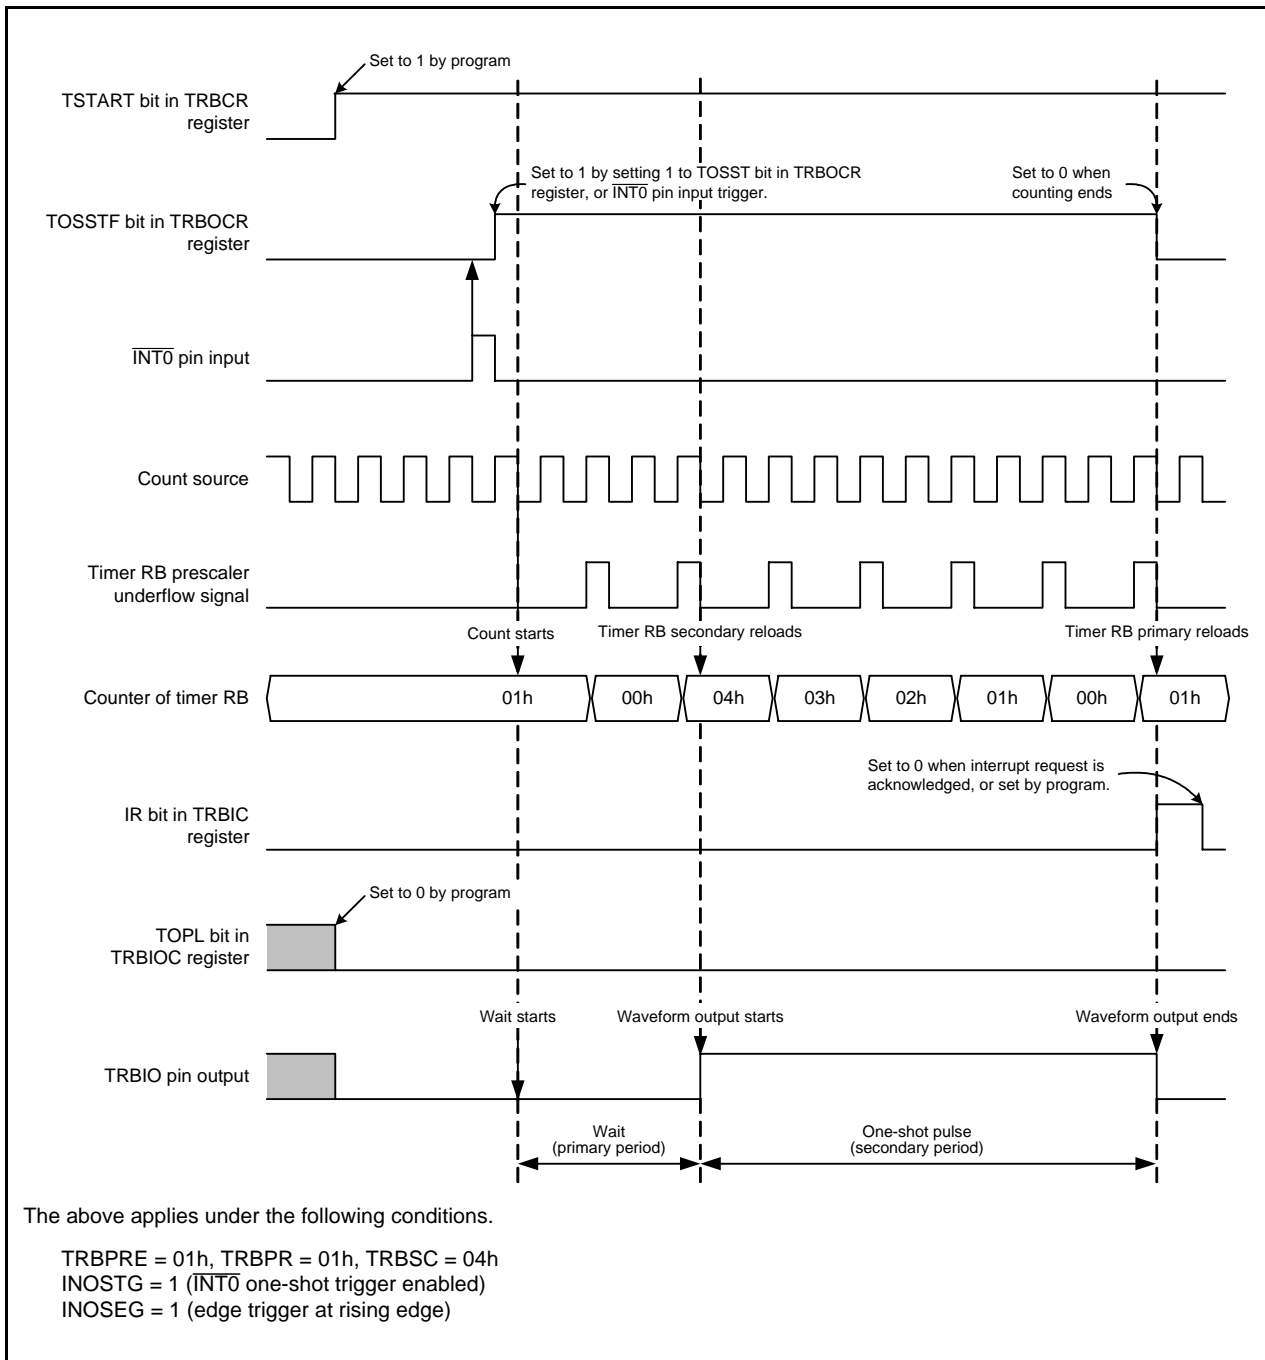 Set to 1 by program
TSTART bit in TRBCR
register
Set to 1 by setting 1 to TOSST bit in TRBOCR
register, or INT0 pin input trigger.
Set to 0 when
counting ends
TOSSTF bit in TRBOCR
register
INT0 pin input
Count source
Timer RB prescaler
underflow signal
Count starts
Timer RB secondary reloads
Timer RB primary reloads
Counter of timer RB
01h
00h
04h
03h
02h
01h
00h
01h
Set to 0 when interrupt request is
acknowledged, or set by program.
IR bit in TRBIC
register
Set to 0 by program
TOPL bit in
TRBIOC register
Wait starts
Waveform output starts
Waveform output ends
TRBIO pin output
Wait
(primary period)
One-shot pulse
(secondary period)
The above applies under the following conditions.
TRBPRE = 01h, TRBPR = 01h, TRBSC = 04h
INOSTG = 1 (INT0 one-shot trigger enabled)
INOSEG = 1 (edge trigger at rising edge)